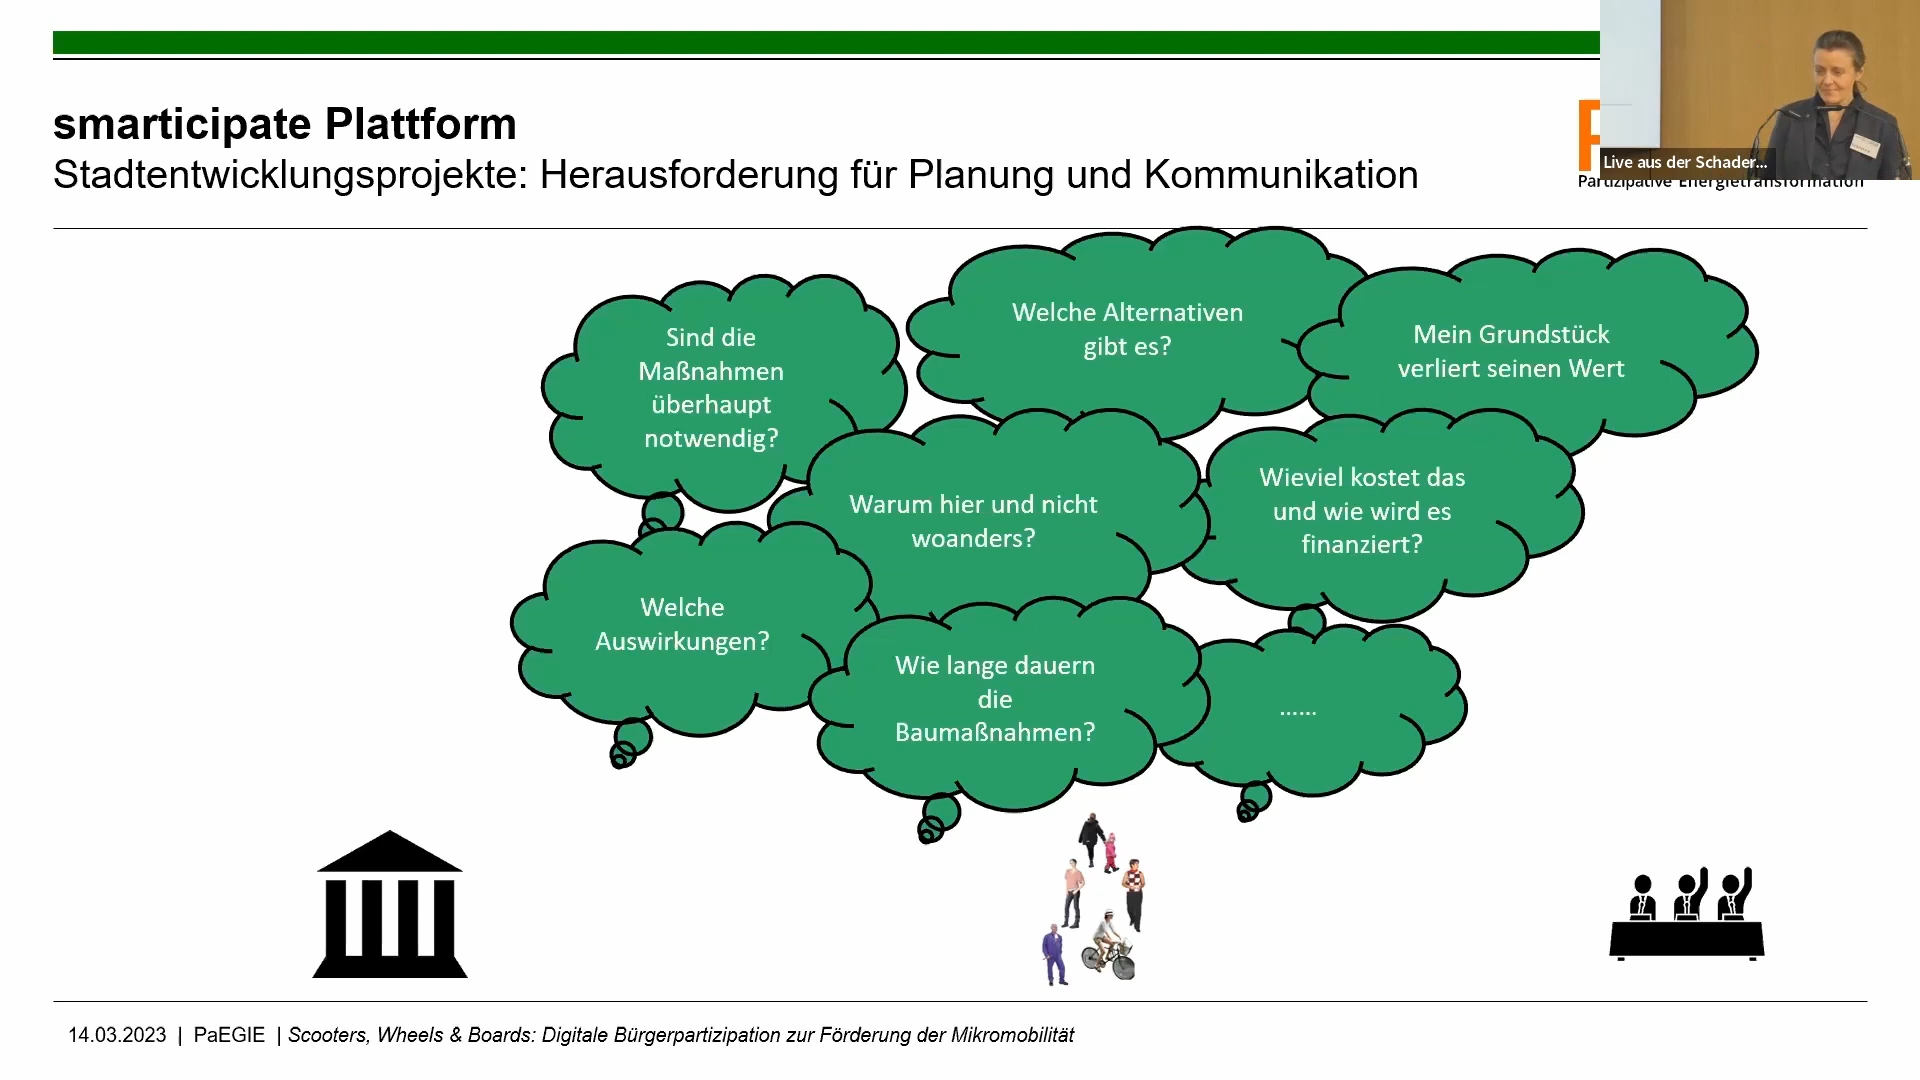 smarticipate Plattform
Stadtentwicklungsprojekte: Herausforderung für Planung und Kommunikation
Live aus der Schader...
Partizipative Energietransformation
Sind die
Maßnahmen
überhaupt
notwendig?
Welche Alternativen
gibt es?
Mein Grundstück
verliert seinen Wert
Warum hier und nicht
woanders?
Wieviel kostet das
und wie wird es
finanziert?
Welche
Auswirkungen?
Wie lange dauern
die
Baumaßnahmen?
......
14.03.2023 | PaEGIE | Scooters, Wheels & Boards: Digitale Bürgerpartizipation zur Förderung der Mikromobilität